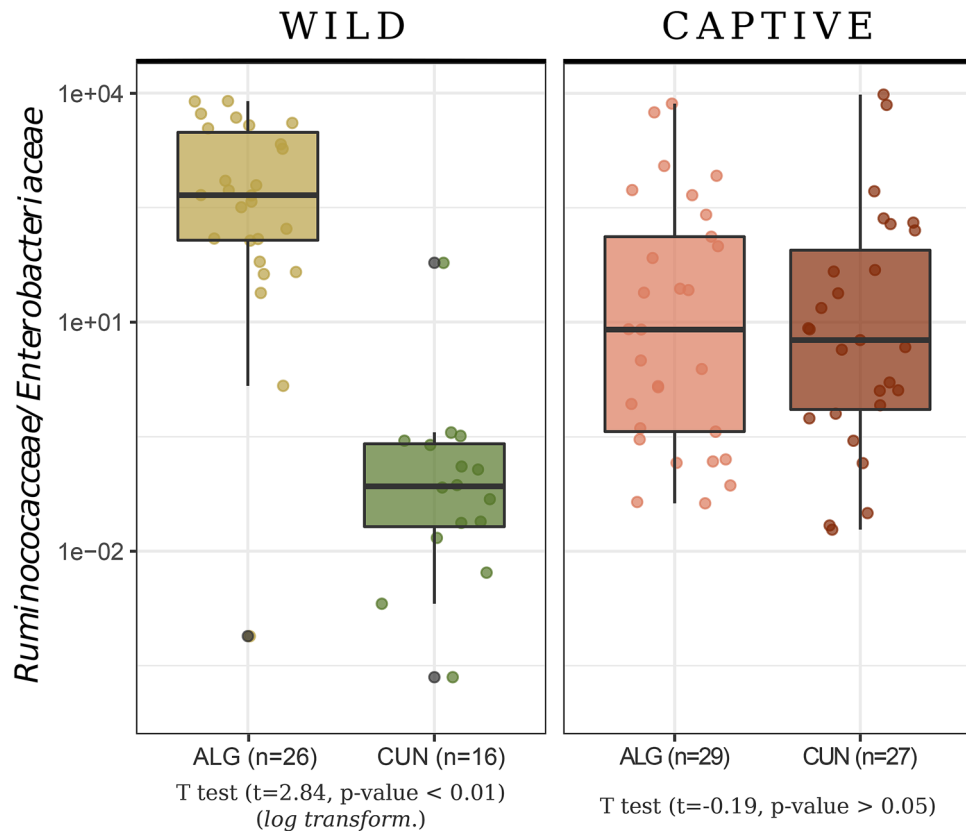 WILD
CAPTIVE
Ruminococacceae/Enterobacteriaceae
1e+04
1e+01
1e−02
ALG (n=26)
CUN (n=16)
ALG (n=29)
CUN (n=27)
T test (t=2.84, p-value < 0.01)
(log transform.)
T test (t=-0.19, p-value > 0.05)